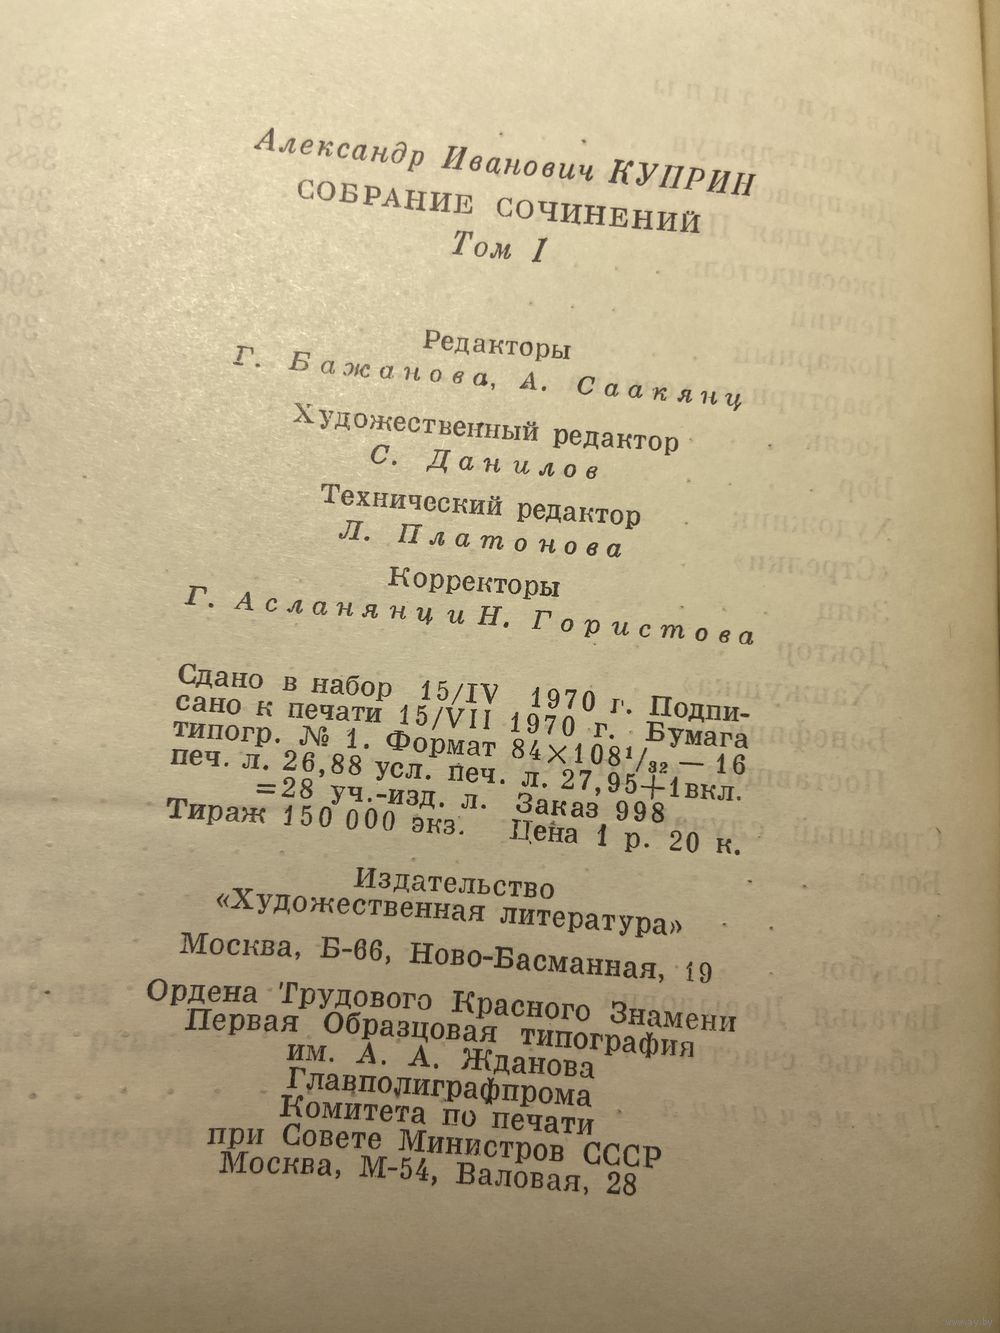 Александр Иванович КУПРИН
СОБРАНИЕ СОЧИНЕНИЙ
Том I
Редакторы
Г. Бажанова, А. Саакянц
Художественный редактор
С. Данилов
Технический редактор
Л. Платонова
Корректоры
Г. Асланянц и Н. Гористова
Сдано в набор 15/IV 1970 г. Подпи-
сано к печати 15/VII 1970 г. Бумага
типогр. № 1. Формат 84×108¹/₃₂ — 16
печ. л. 26,88 усл. печ. л. 27,95+1вкл.
=28 уч.-изд. л. Заказ 998
Тираж 150 000 экз. Цена 1 р. 20 к.
Издательство
«Художественная литература»
Москва, Б-66, Ново-Басманная, 19
Ордена Трудового Красного Знамени
Первая Образцовая типография
им. А. А. Жданова
Главполиграфпрома
Комитета по печати
при Совете Министров СССР
Москва, М-54, Валовая, 28
www.ay.by